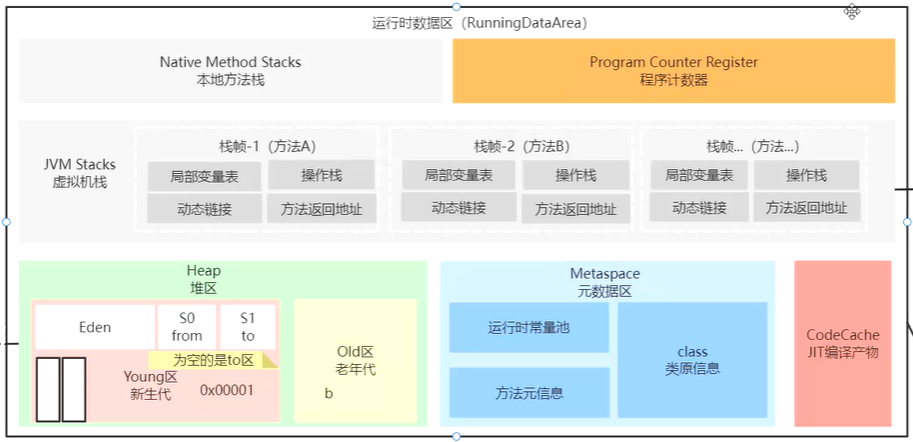 运行时数据区（RunningDataArea）
Native Method Stacks
本地方法栈
Program Counter Register
程序计数器
JVM Stacks
虚拟机栈
栈帧-1（方法A）
局部变量表
操作栈
动态链接
方法返回地址
栈帧-2（方法B）
局部变量表
操作栈
动态链接
方法返回地址
栈帧...（方法...）
局部变量表
操作栈
动态链接
方法返回地址
Heap
堆区
Eden
S0
from
S1
to
为空的是to区
Young区
新生代
0x00001
Old区
老年代
b
Metaspace
元数据区
运行时常量池
方法元信息
class
类原信息
CodeCache
JIT编译产物